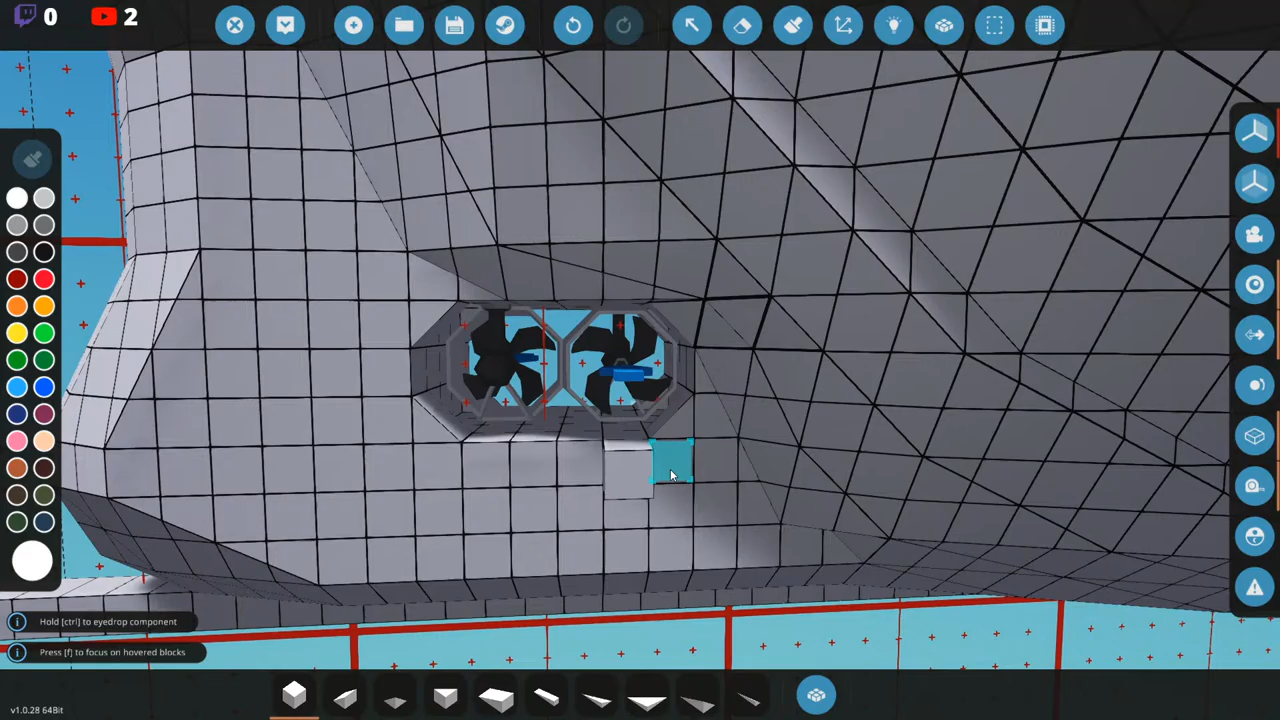 0 2
Hold [ctrl] to eyedrop component
Press [f] to focus on hovered blocks
v1.0.28 64Bit